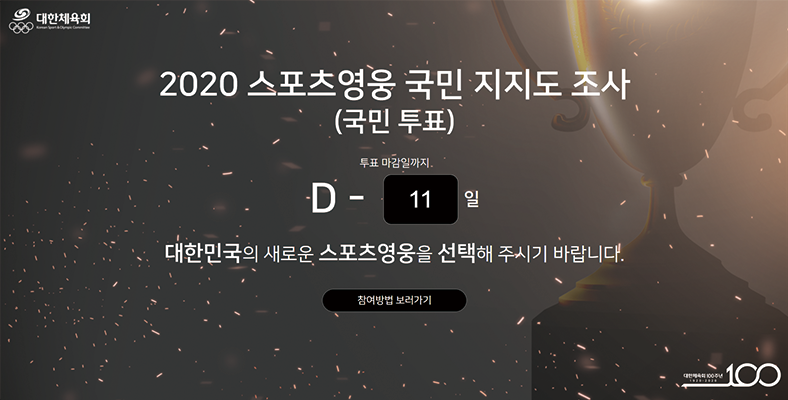 대한체육회
Korean Sport & Olympic Committee
2020 스포츠영웅 국민 지지도 조사
(국민 투표)
투표 마감일까지
D - 11 일
대한민국의 새로운 스포츠영웅을 선택해 주시기 바랍니다.
참여방법 보러가기
대한체육회 100주년
1920-2020
100